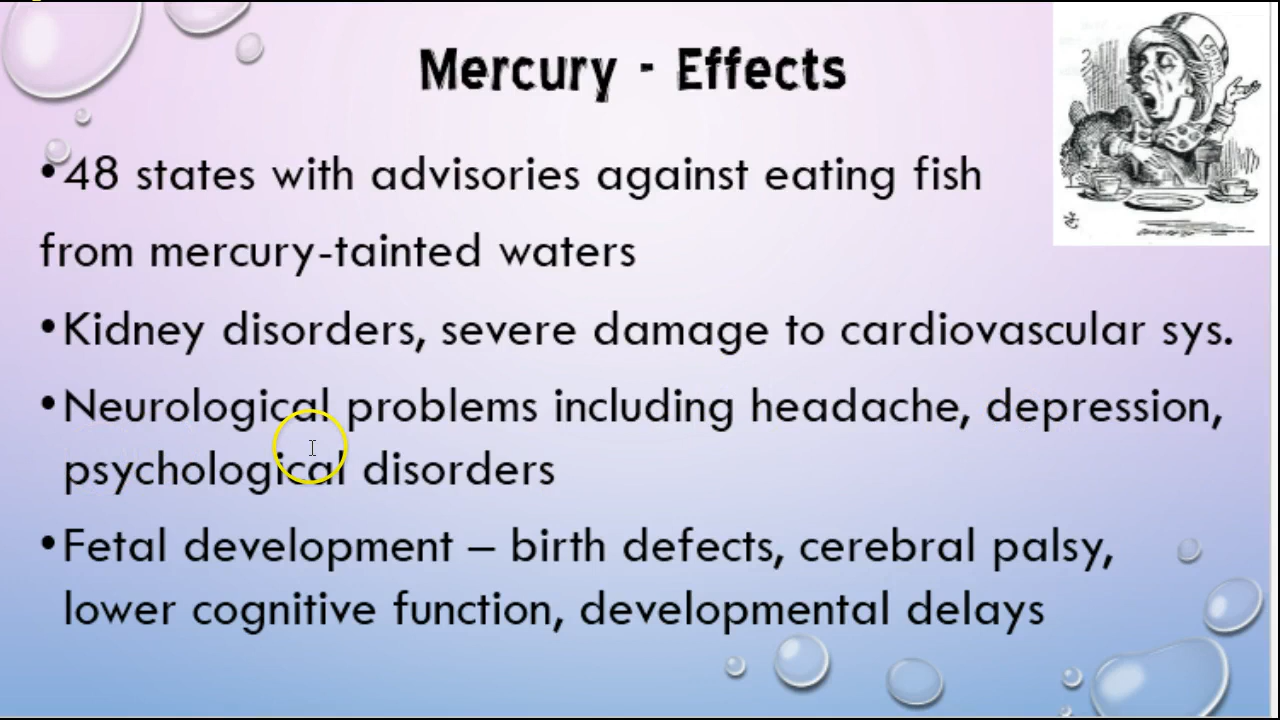 Mercury - Effects
•48 states with advisories against eating fish
from mercury-tainted waters
•Kidney disorders, severe damage to cardiovascular sys.
•Neurological problems including headache, depression,
psychological disorders
•Fetal development – birth defects, cerebral palsy,
lower cognitive function, developmental delays